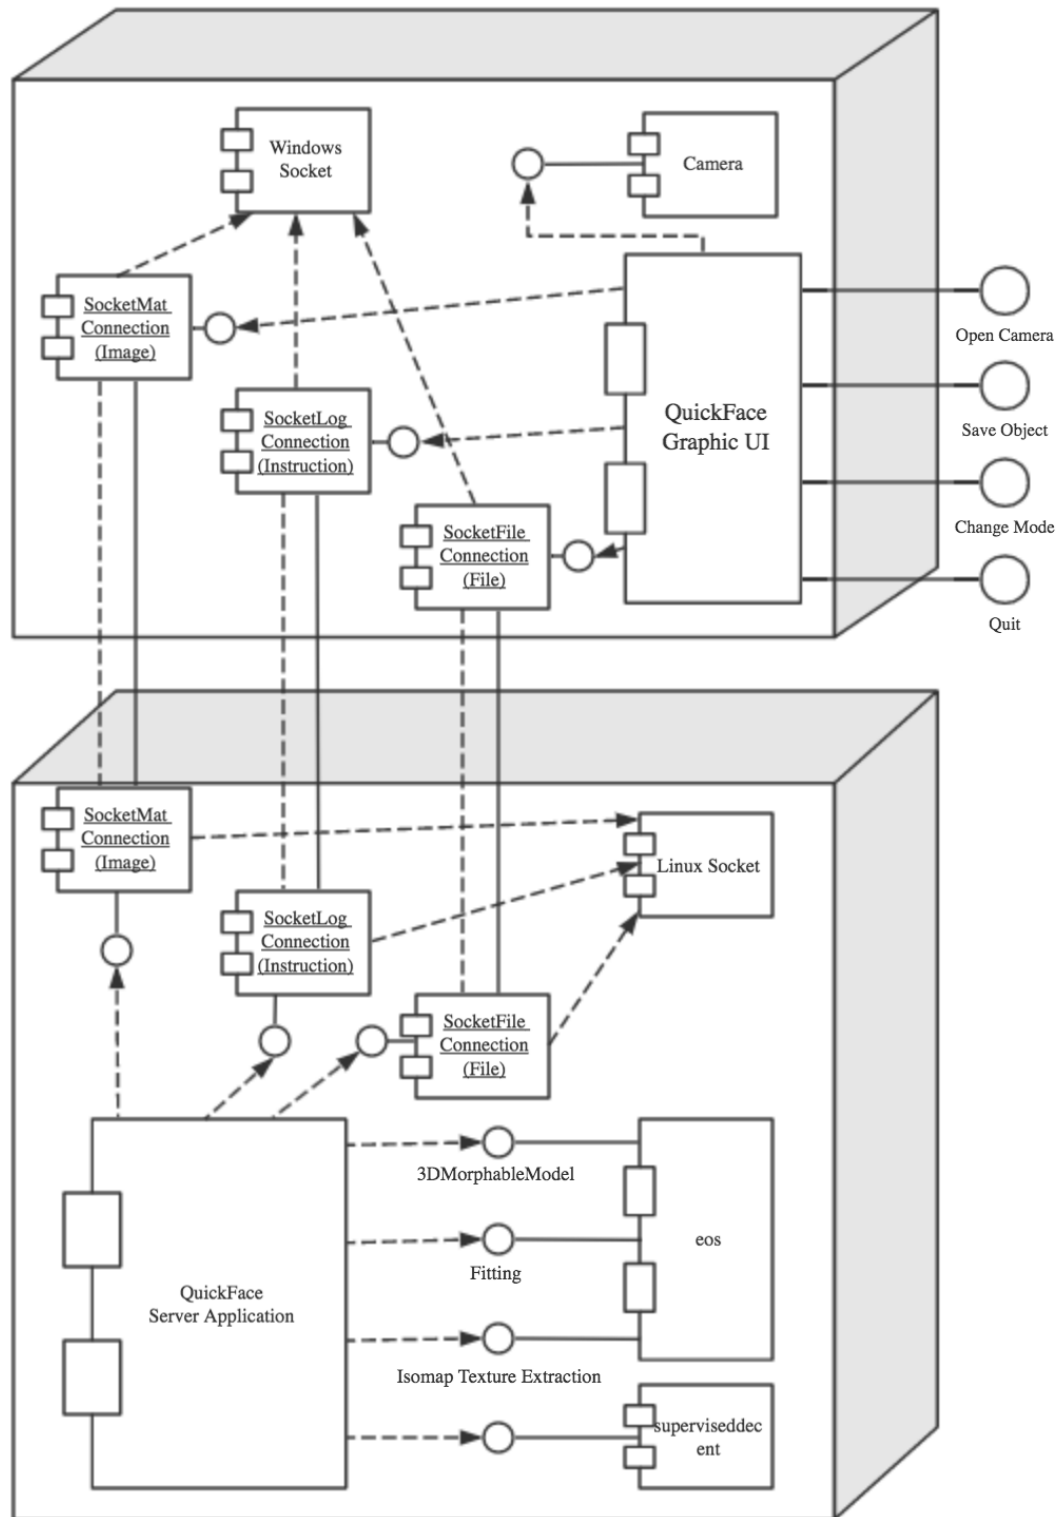 Windows
Socket
Camera
SocketMat
Connection
(Image)
Open Camera
SocketLog
Connection
(Instruction)
QuickFace
Graphic UI
Save Object
SocketFile
Connection
(File)
Change Mode
Quit
SocketMat
Connection
(Image)
Linux Socket
SocketLog
Connection
(Instruction)
SocketFile
Connection
(File)
3DMorphableModel
eos
Fitting
QuickFace
Server Application
Isomap Texture Extraction
superviseddec
ent